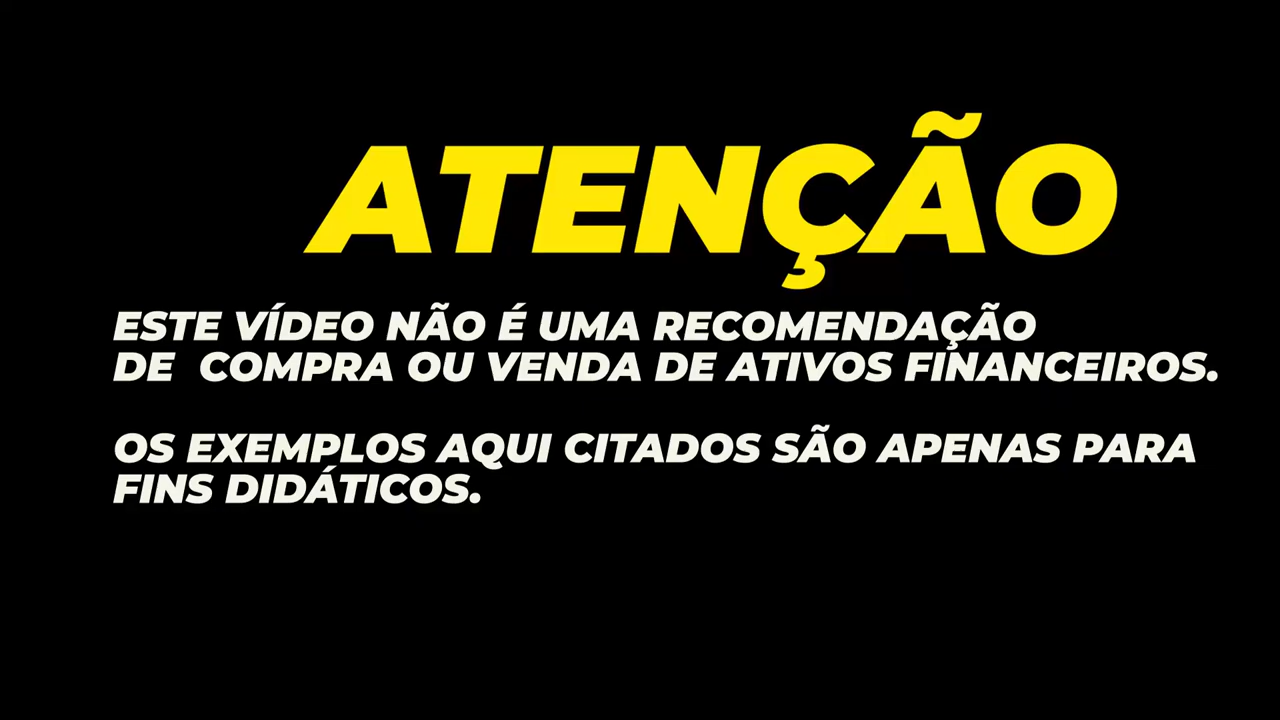 ATENÇÃO
ESTE VÍDEO NÃO É UMA RECOMENDAÇÃO
DE COMPRA OU VENDA DE ATIVOS FINANCEIROS.
OS EXEMPLOS AQUI CITADOS SÃO APENAS PARA
FINS DIDÁTICOS.